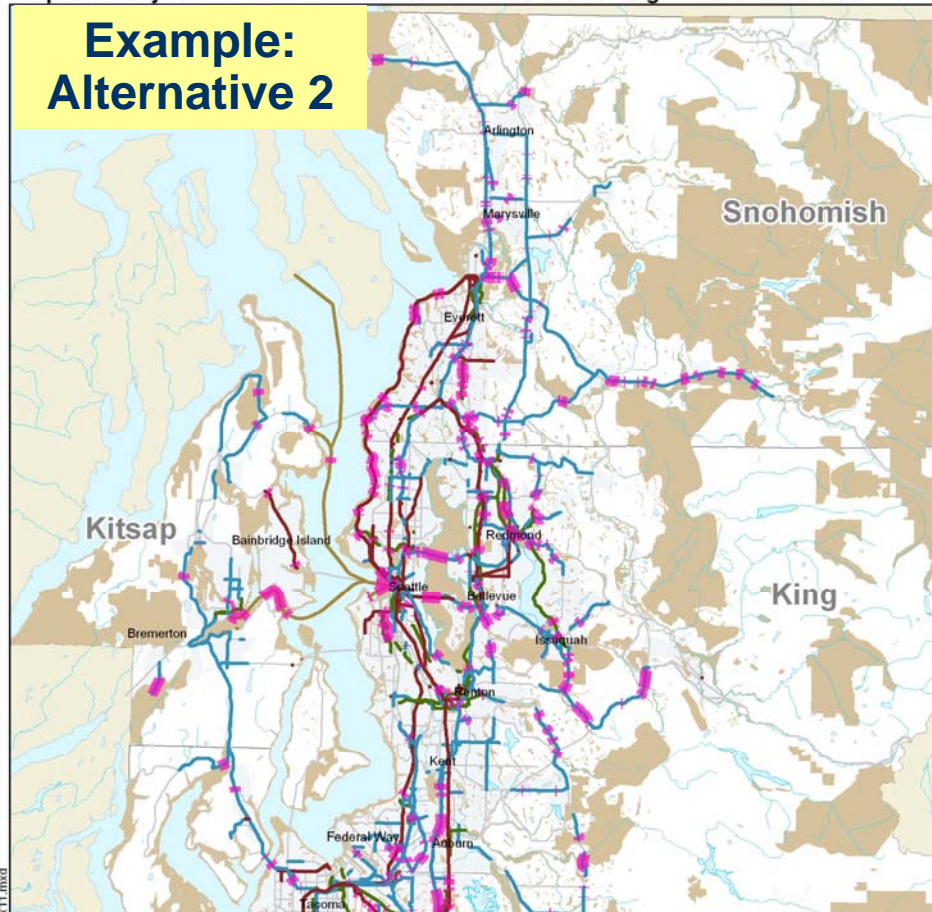 Example:
Alternative 2
Arlington
Marysville
Snohomish
Everett
Kitsap
Bainbridge Island
Redmond
Seattle
Bellevue
King
Bremerton
Issaquah
Renton
Kent
Federal Way
Auburn
Tacoma